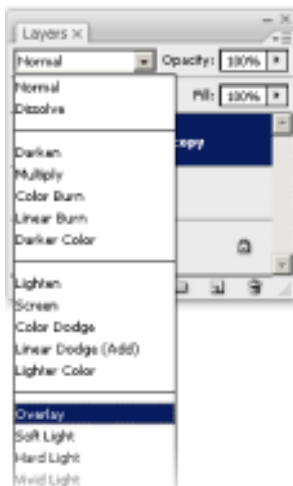 Layers ×
Normal Opacity: 100%
Normal Fill: 100%
Dissolve
copy
Darken
Multiply
Color Burn
Linear Burn
Darker Color
Lighten
Screen
Color Dodge
Linear Dodge (Add)
Lighter Color
Overlay
Soft Light
Hard Light
Vivid Light